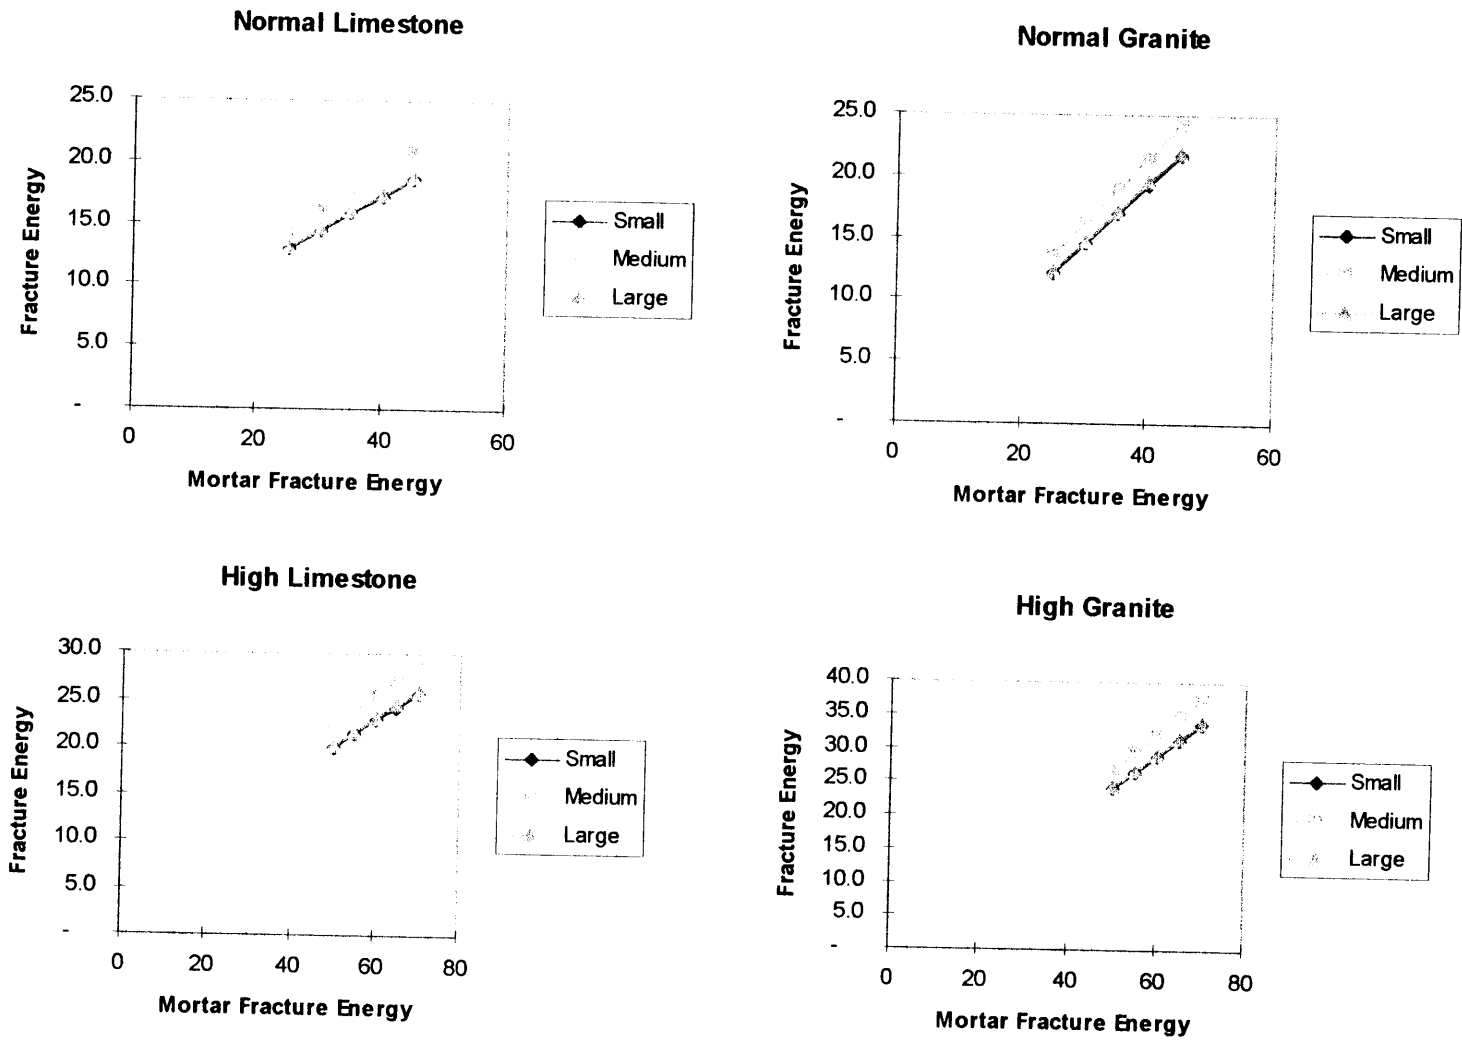 Normal Limestone
25.0
20.0
15.0
10.0
5.0
-
0 20 40 60
Fracture Energy
Mortar Fracture Energy
Small
Medium
Large
Normal Granite
25.0
20.0
15.0
10.0
5.0
-
0 20 40 60
Fracture Energy
Mortar Fracture Energy
Small
Medium
Large
High Limestone
30.0
25.0
20.0
15.0
10.0
5.0
-
0 20 40 60 80
Fracture Energy
Mortar Fracture Energy
Small
Medium
Large
High Granite
40.0
35.0
30.0
25.0
20.0
15.0
10.0
5.0
-
0 20 40 60 80
Fracture Energy
Mortar Fracture Energy
Small
Medium
Large